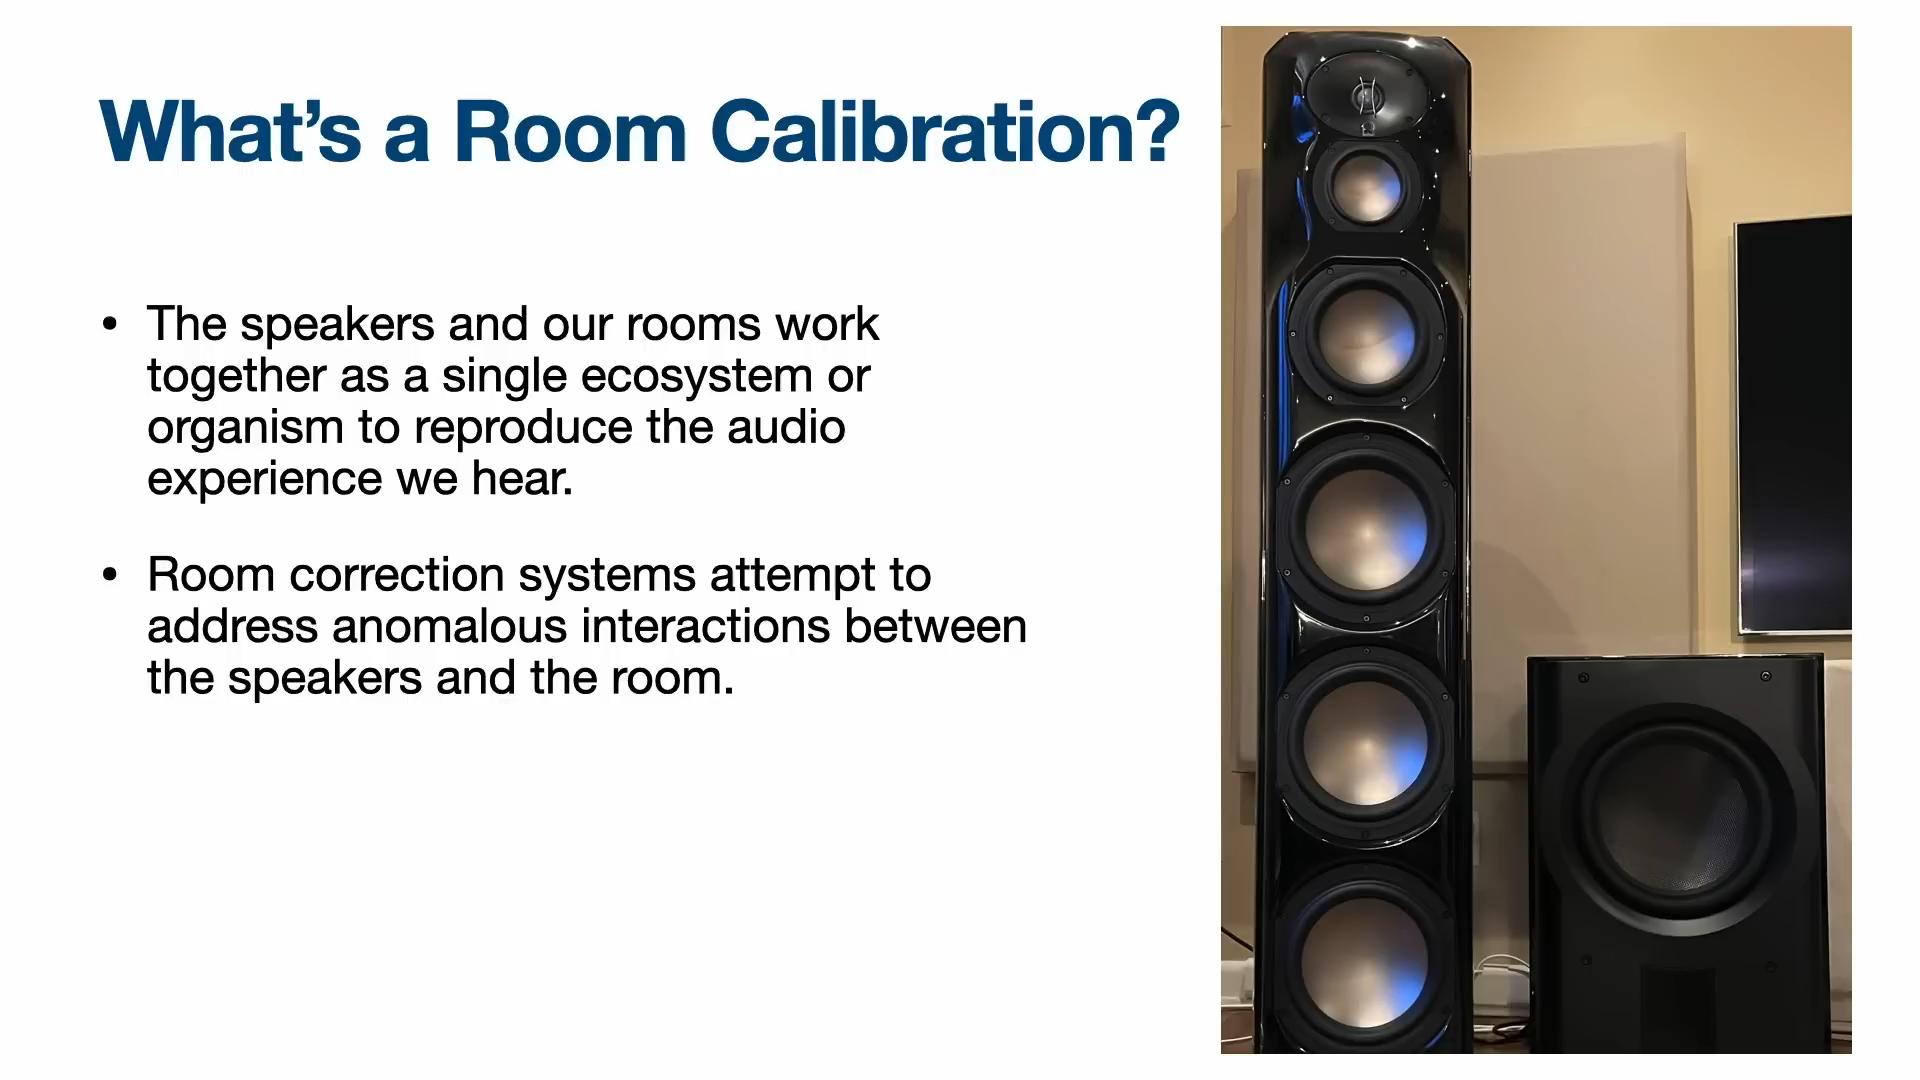 What’s a Room Calibration?
• The speakers and our rooms work
together as a single ecosystem or
organism to reproduce the audio
experience we hear.
• Room correction systems attempt to
address anomalous interactions between
the speakers and the room.